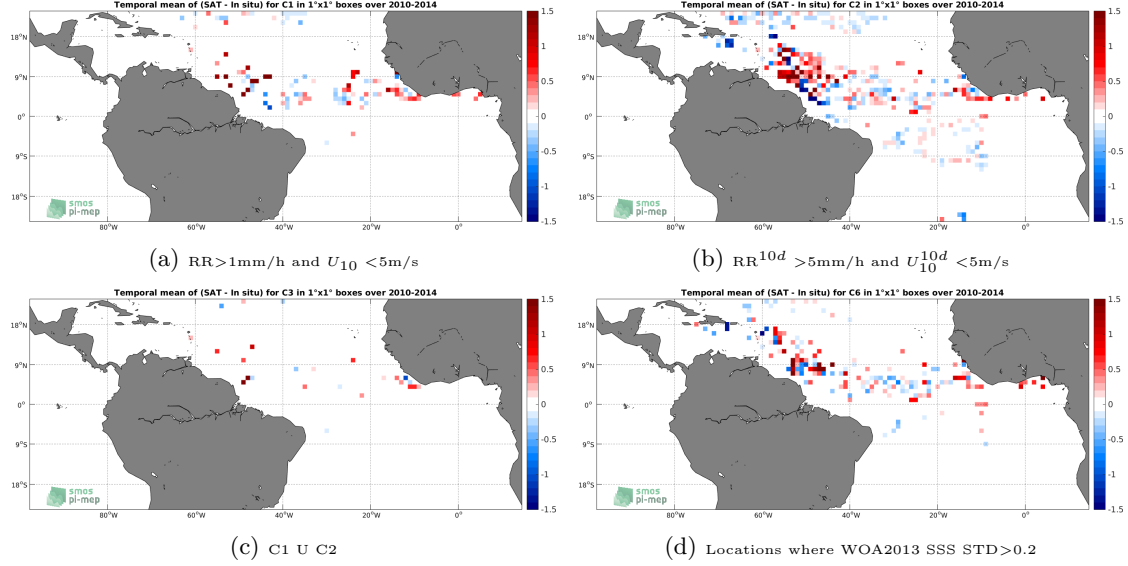 Temporal mean of (SAT - In situ) for C1 in 1°x1° boxes over 2010-2014
18°N
9°N
0°
9°S
18°S
60°W
40°W
20°W
0°
1.5
1
0.5
0
-0.5
-1
-1.5
smos
pi-mep
(a) RR>1mm/h and U10 <5m/s
Temporal mean of (SAT - In situ) for C2 in 1°x1° boxes over 2010-2014
18°N
9°N
0°
9°S
18°S
60°W
40°W
20°W
0°
1.5
1
0.5
0
-0.5
-1
-1.5
smos
pi-mep
(b) RR10d >5mm/h and U10d10 <5m/s
Temporal mean of (SAT - In situ) for C3 in 1°x1° boxes over 2010-2014
18°N
9°N
0°
9°S
18°S
60°W
40°W
20°W
0°
1.5
1
0.5
0
-0.5
-1
-1.5
smos
pi-mep
(c) C1 U C2
Temporal mean of (SAT - In situ) for C6 in 1°x1° boxes over 2010-2014
18°N
9°N
0°
9°S
18°S
60°W
40°W
20°W
0°
1.5
1
0.5
0
-0.5
-1
-1.5
smos
pi-mep
(d) Locations where WOA2013 SSS STD>0.2